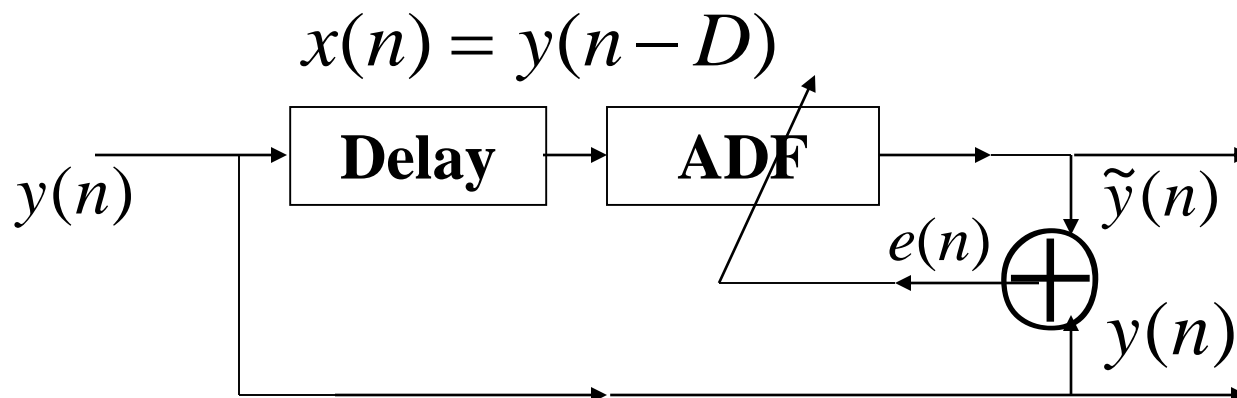 x(n) = y(n − D)
Delay
ADF
y(n)
ỹ(n)
e(n)
y(n)